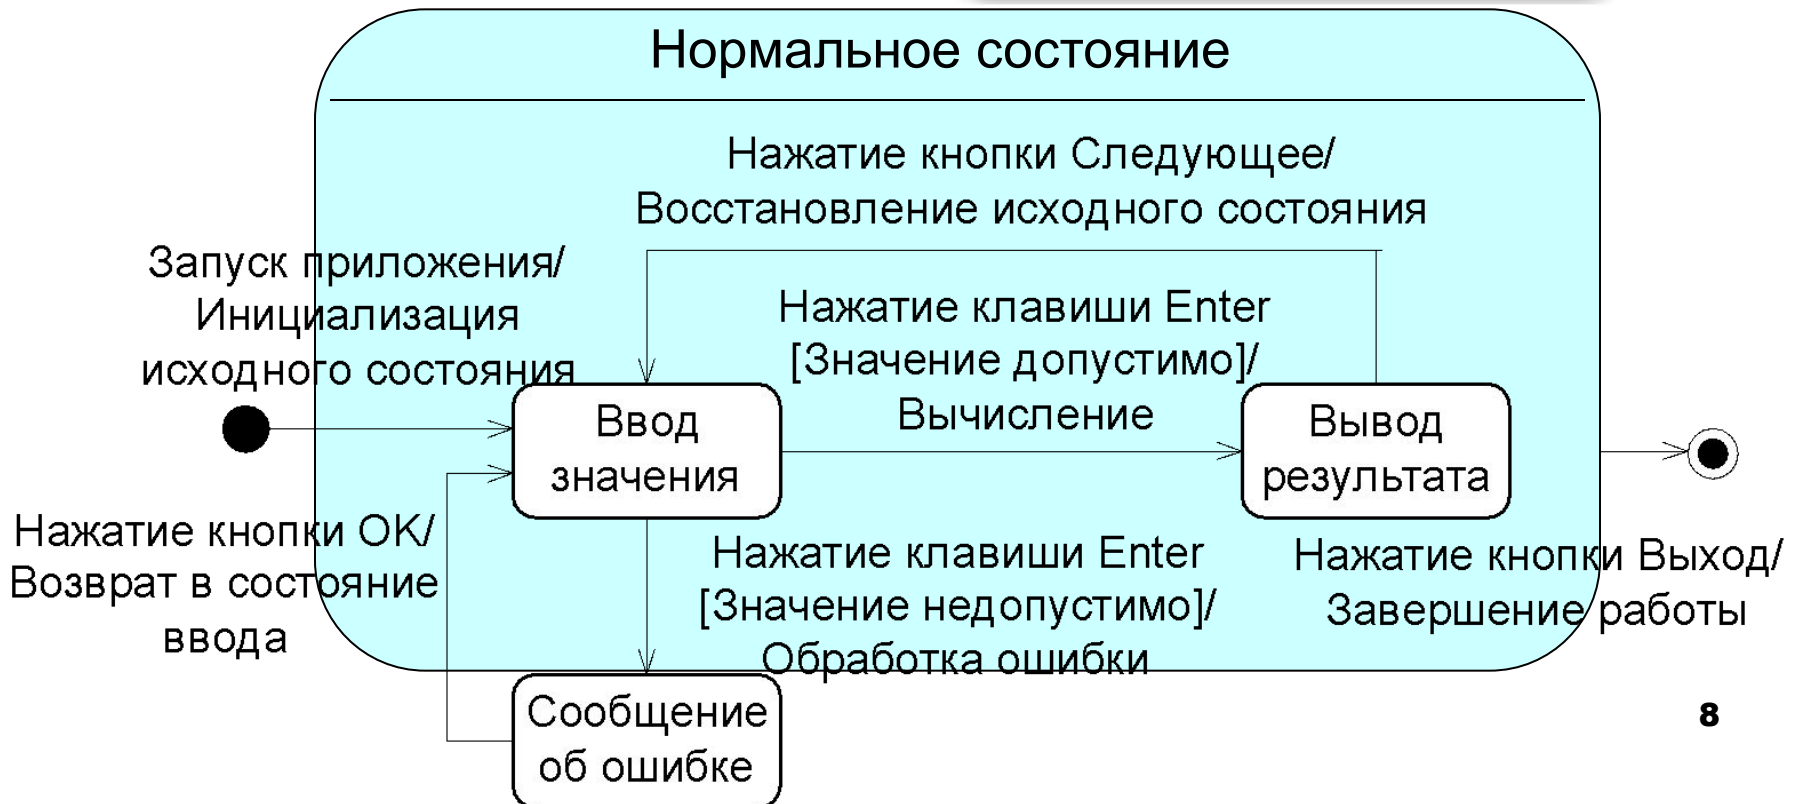 Нормальное состояние
Нажатие кнопки Следующее/
Восстановление исходного состояния
Запуск приложения/
Инициализация
исходного состояния
Нажатие клавиши Enter
[Значение допустимо]/
Вычисление
Ввод
значения
Вывод
результата
Нажатие кнопки OK/
Возврат в состояние
ввода
Нажатие клавиши Enter
[Значение недопустимо]/
Обработка ошибки
Нажатие кнопки Выход/
Завершение работы
Сообщение
об ошибке
8